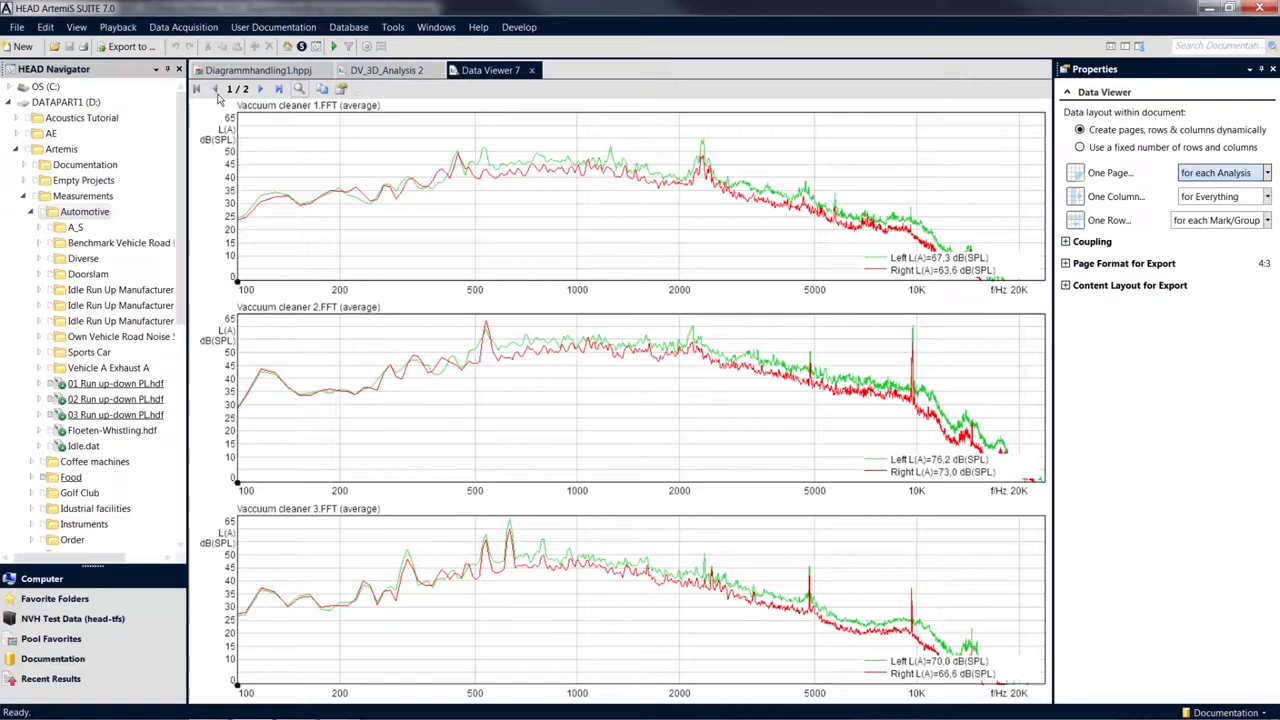 HEAD ArtemiS SUITE 7.0
File Edit View Playback Data Acquisition User Documentation Database Tools Windows Help Develop
New Export to ... Search Documentat
HEAD Navigator
OS (C:)
DATAPART1 (D:)
Acoustics Tutorial
AE
Artemis
Documentation
Empty Projects
Measurements
Automotive
A_S
Benchmark Vehicle Road
Diverse
Doorslam
Idle Run Up Manufacturer
Idle Run Up Manufacturer
Idle Run Up Manufacturer
Own Vehicle Road Noise S
Sports Car
Vehicle A Exhaust A
01 Run up-down PL.hdf
02 Run up-down PL.hdf
03 Run up-down PL.hdf
Floeten-Whistling.hdf
Idle.dat
Coffee machines
Food
Golf Club
Idustrial facilities
Instruments
Order
Computer
Favorite Folders
NVH Test Data (head-tfs)
Pool Favorites
Documentation
Recent Results
Diagrammhandling1.hppj DV_3D_Analysis 2 Data Viewer 7 x
1 / 2
Vaccuum cleaner 1.FFT (average)
65
L(A)
dB(SPL)
50
45
40
35
30
25
20
15
10
0
Left L(A)=67,3 dB(SPL)
Right L(A)=63,6 dB(SPL)
100 200 500 1000 2000 5000 10K f/Hz 20K
Vaccuum cleaner 2.FFT (average)
65
L(A)
dB(SPL)
50
45
40
35
30
25
20
15
10
0
Left L(A)=76,2 dB(SPL)
Right L(A)=73,0 dB(SPL)
100 200 500 1000 2000 5000 10K f/Hz 20K
Vaccuum cleaner 3.FFT (average)
65
L(A)
dB(SPL)
50
45
40
35
30
25
20
15
10
0
Left L(A)=70,0 dB(SPL)
Right L(A)=66,6 dB(SPL)
100 200 500 1000 2000 5000 10K f/Hz 20K
Properties
Data Viewer
Data layout within document:
Create pages, rows & columns dynamically
Use a fixed number of rows and columns
One Page... for each Analysis
One Column... for Everything
One Row... for each Mark/Group
Coupling
Page Format for Export 4:3
Content Layout for Export
Ready. Documentation